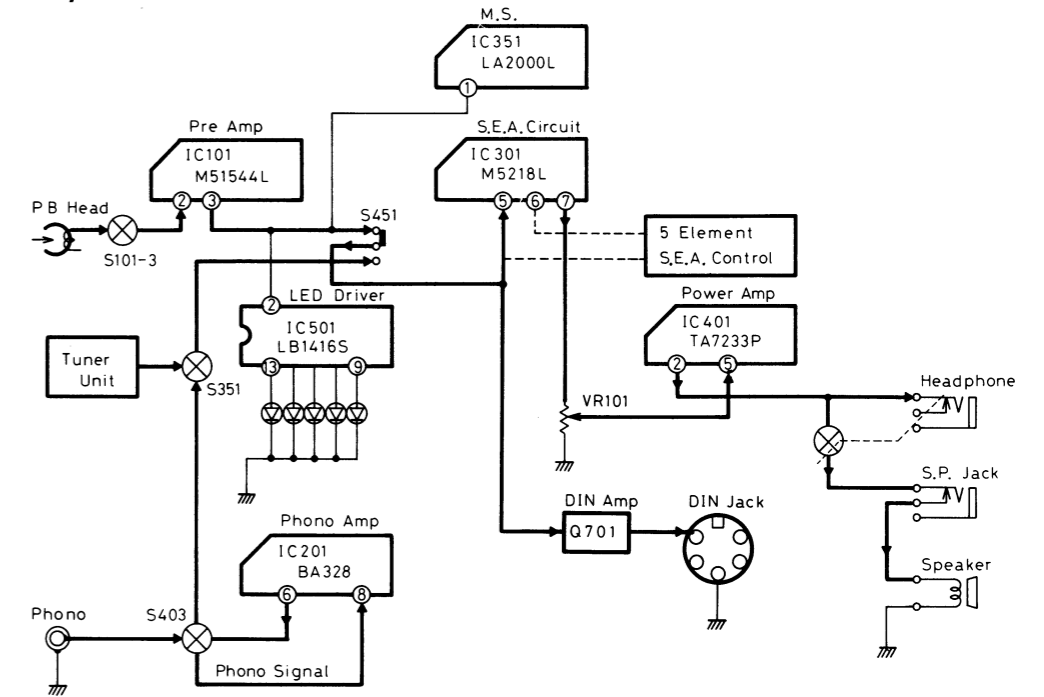 M.S.
IC351
LA2000L
1
Pre Amp
IC101
M51544L
2 3
S.E.A. Circuit
IC301
M5218L
5 6 7
PB Head
S101-3
S451
5 Element
S.E.A. Control
LED Driver
2
IC501
LB1416S
13 9
Power Amp
IC401
TA7233P
2 5
Tuner
Unit
S351
VR101
Headphone
S.P. Jack
DIN Amp
Q701
DIN Jack
Phono Amp
IC201
BA328
6 8
Speaker
Phono
S403
Phono Signal